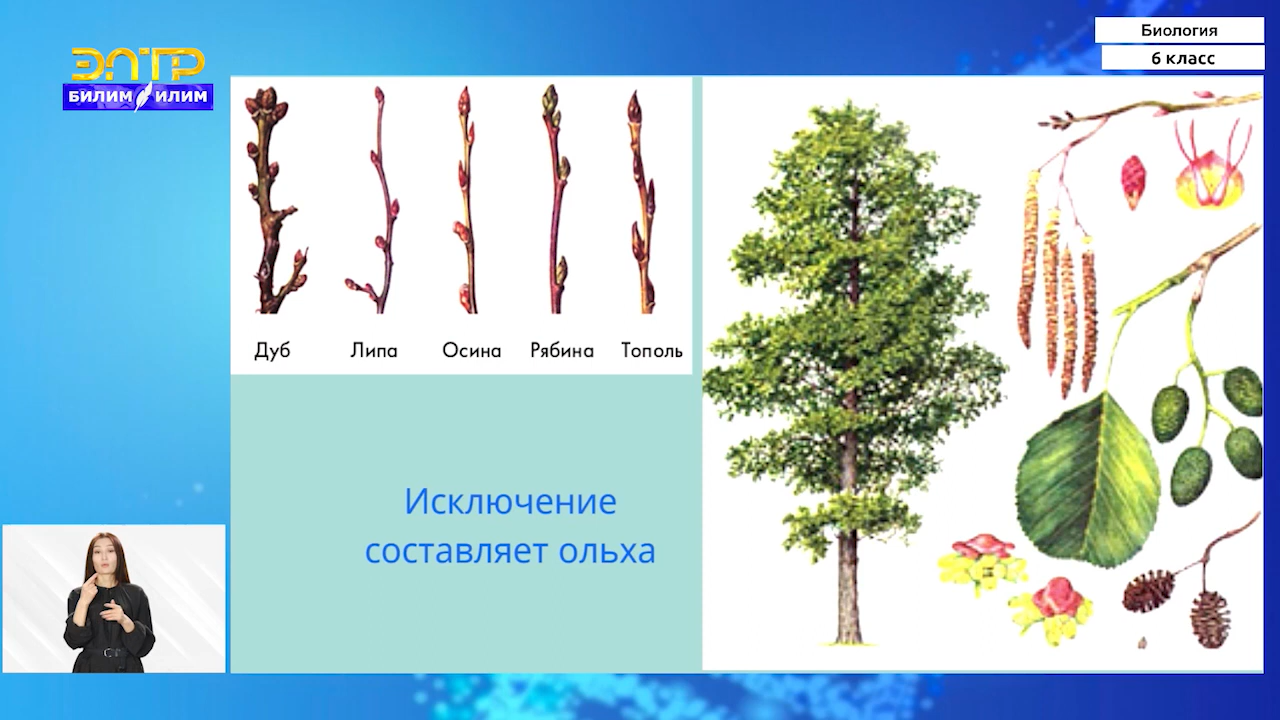 Биология
6 класс
ЭЛТР
БИЛИМ ИЛИМ
Дуб Липа Осина Рябина Тополь
Исключение
составляет ольха